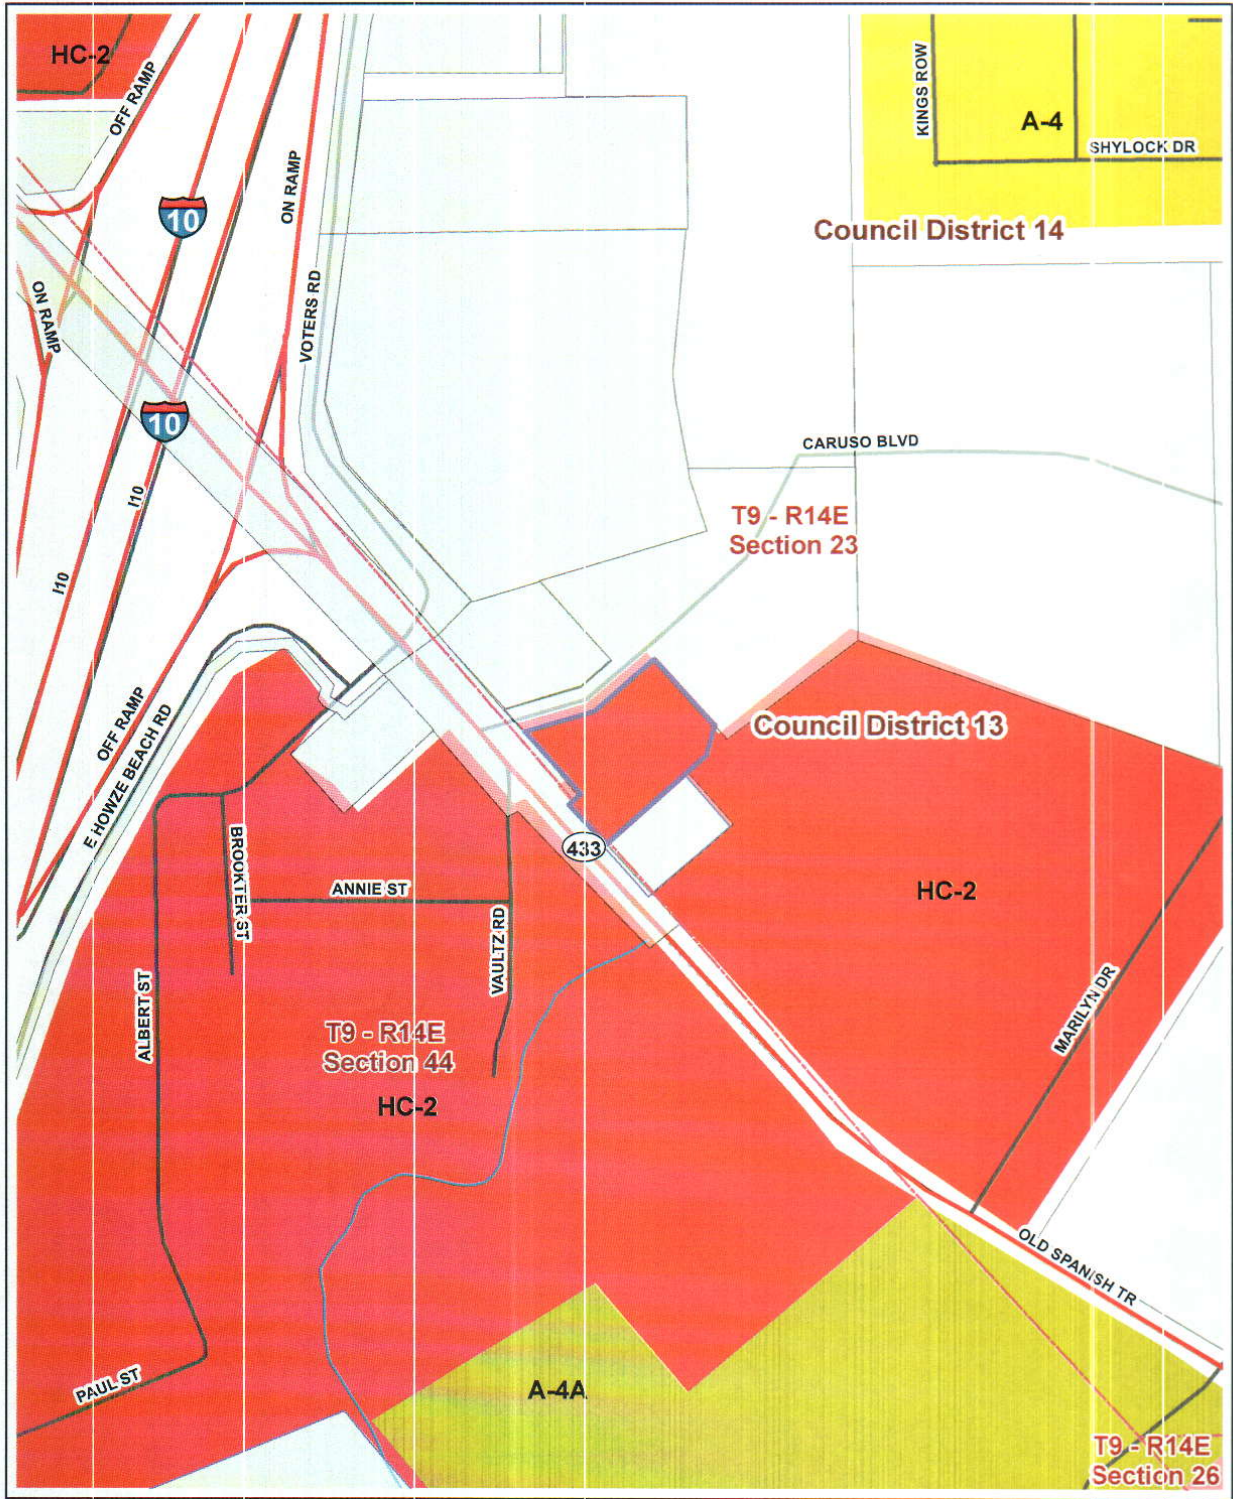 HC-2
OFF RAMP
KINGS ROW
A-4
SHYLOCK DR
ON RAMP
10
Council District 14
ON RAMP
VOTERS RD
10
CARUSO BLVD
I10
T9 - R14E
Section 23
I10
OFF RAMP
E HOWZE BEACH RD
Council District 13
433
BROOKTER ST
ANNIE ST
HC-2
VAULTZ RD
ALBERT ST
MARILYN DR
T9 - R14E
Section 44
HC-2
OLD SPANISH TR
PAUL ST
A-4A
T9 - R14E
Section 26